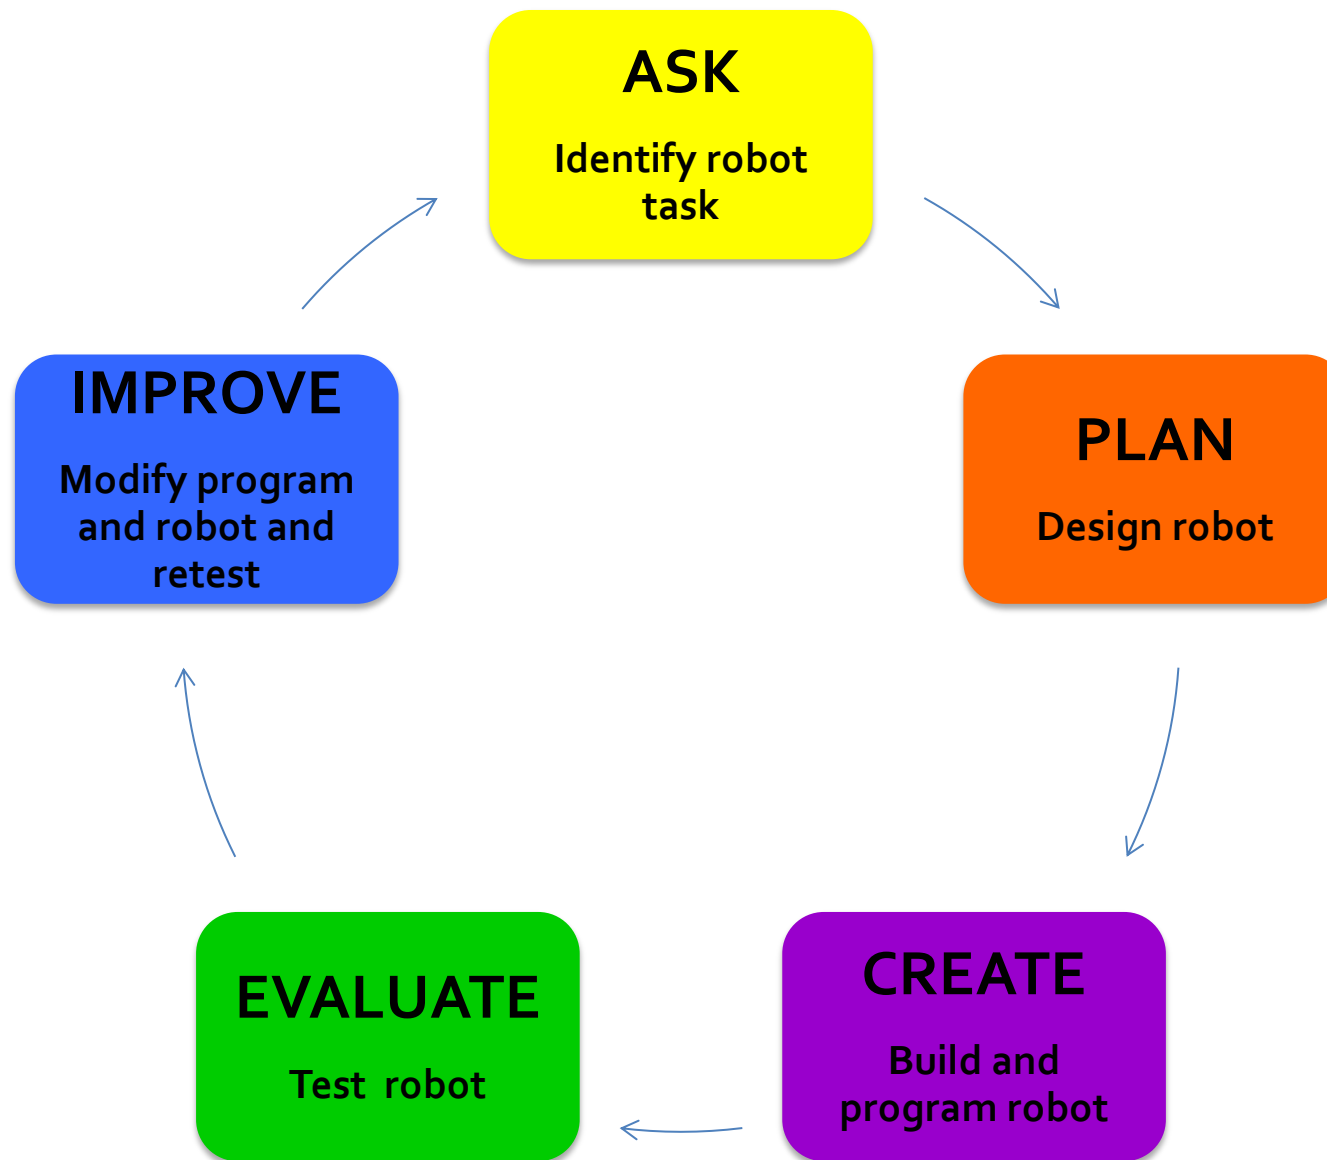 ASK
Identify robot
task
PLAN
Design robot
CREATE
Build and
program robot
EVALUATE
Test  robot
IMPROVE
Modify program
and robot and
retest